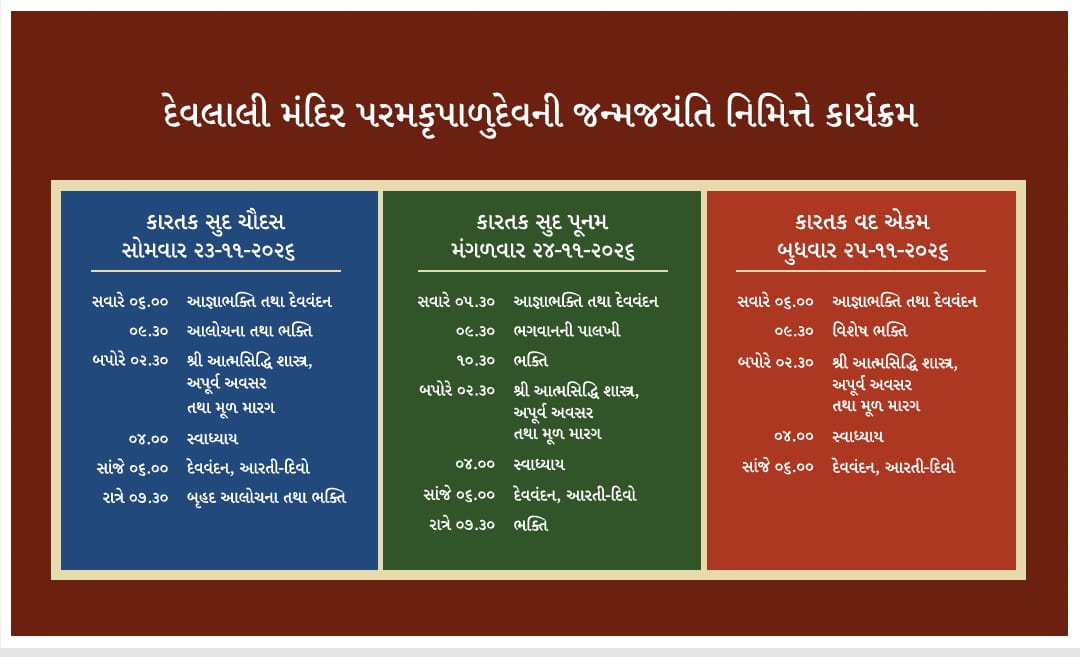 દેવલાલી મંદિર પરમકૃપાળુદેવની જન્મજયંતિ નિમિત્તે કાર્યક્રમ
કારતક સુદ ચૌદસ
સોમવાર ૨૩-૧૧-૨૦૨૬
સવારે ૦૬.૦૦ આજ્ઞાભક્તિ તથા દેવવંદન
૦૯.૩૦ આલોચના તથા ભક્તિ
બપોરે ૦૨.૩૦ શ્રી આત્મસિદ્ધિ શાસ્ત્ર,
અપૂર્વ અવસર
તથા મૂળ મારગ
૦૪.૦૦ સ્વાધ્યાય
સાંજે ૦૬.૦૦ દેવવંદન, આરતી-દિવો
રાત્રે ૦૭.૩૦ બૃહદ આલોચના તથા ભક્તિ
કારતક સુદ પૂનમ
મંગળવાર ૨૪-૧૧-૨૦૨૬
સવારે ૦૫.૩૦ આજ્ઞાભક્તિ તથા દેવવંદન
૦૯.૩૦ ભગવાનની પાલખી
૧૦.૩૦ ભક્તિ
બપોરે ૦૨.૩૦ શ્રી આત્મસિદ્ધિ શાસ્ત્ર,
અપૂર્વ અવસર
તથા મૂળ મારગ
૦૪.૦૦ સ્વાધ્યાય
સાંજે ૦૬.૦૦ દેવવંદન, આરતી-દિવો
રાત્રે ૦૭.૩૦ ભક્તિ
કારતક વદ એકમ
બુધવાર ૨૫-૧૧-૨૦૨૬
સવારે ૦૬.૦૦ આજ્ઞાભક્તિ તથા દેવવંદન
૦૯.૩૦ વિશેષ ભક્તિ
બપોરે ૦૨.૩૦ શ્રી આત્મસિદ્ધિ શાસ્ત્ર,
અપૂર્વ અવસર
તથા મૂળ મારગ
૦૪.૦૦ સ્વાધ્યાય
સાંજે ૦૬.૦૦ દેવવંદન, આરતી-દિવો